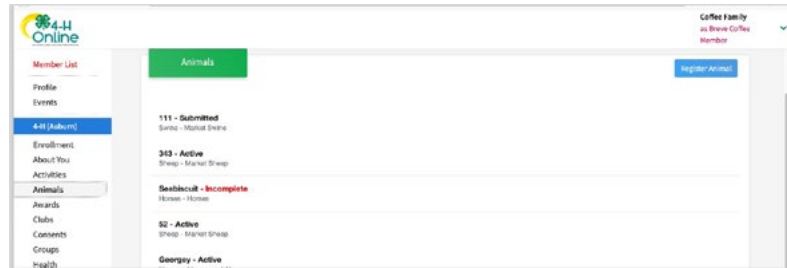 4-H
Online
Coffee Family
as Breve Coffee
Member
Member List
Profile
Events
4-H (Auburn)
Enrollment
About You
Activities
Animals
Awards
Clubs
Consents
Groups
Health
Animals
Register Animal
111 - Submitted
Swine - Market Swine
343 - Active
Sheep - Market Sheep
Seabiscuit - Incomplete
Horses - Horses
52 - Active
Sheep - Market Sheep
Georgey - Active